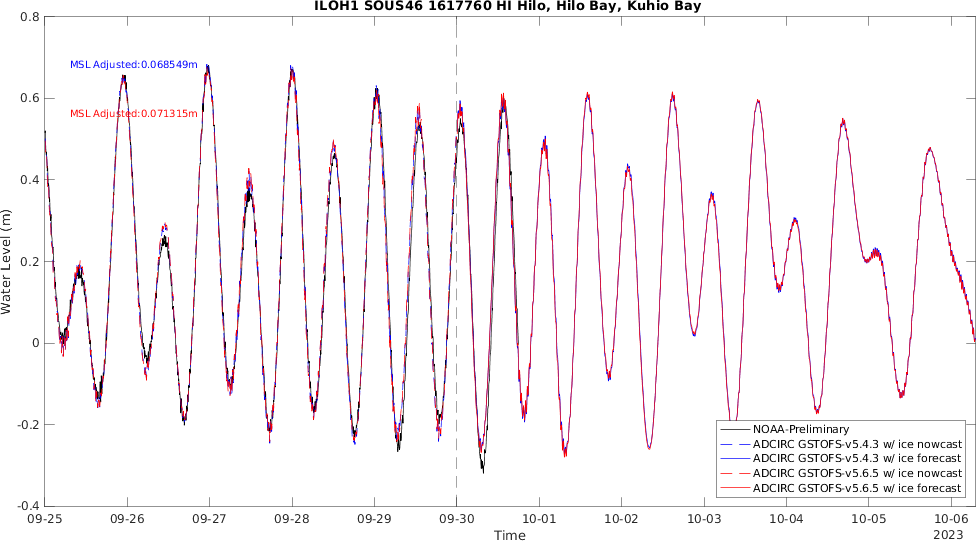 ILOH1 SOUS46 1617760 HI Hilo, Hilo Bay, Kuhio Bay
0.8
0.6
0.4
0.2
0
-0.2
-0.4
Water Level (m)
MSL Adjusted:0.068549m
MSL Adjusted:0.071315m
NOAA-Preliminary
ADCIRC GSTOFS-v5.4.3 w/ ice nowcast
ADCIRC GSTOFS-v5.4.3 w/ ice forecast
ADCIRC GSTOFS-v5.6.5 w/ ice nowcast
ADCIRC GSTOFS-v5.6.5 w/ ice forecast
09-25 09-26 09-27 09-28 09-29 09-30 10-01 10-02 10-03 10-04 10-05 10-06
2023
Time